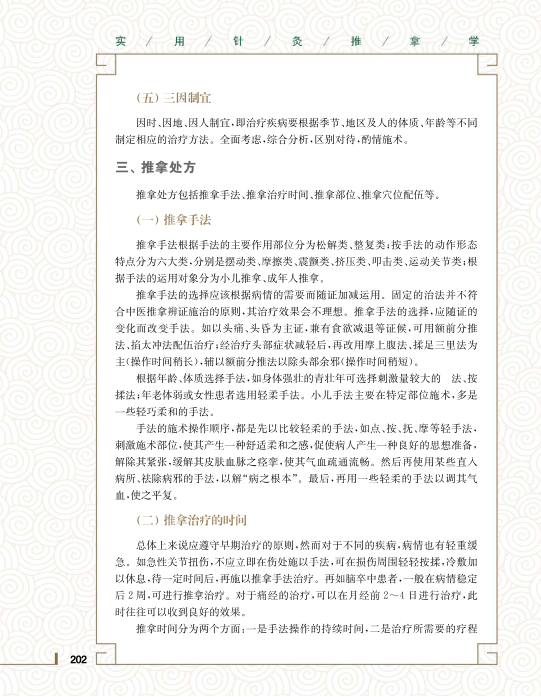 实 / 用 / 针 / 灸 / 推 / 拿 / 学
（五）三因制宜
因时、因地、因人制宜，即治疗疾病要根据季节、地区及人的体质、年龄等不同
制定相应的治疗方法。全面考虑，综合分析，区别对待，酌情施术。
三、推拿处方
推拿处方包括推拿手法、推拿治疗时间、推拿部位、推拿穴位配伍等。
（一）推拿手法
推拿手法根据手法的主要作用部位分为松解类、整复类；按手法的动作形态
特点分为六大类，分别是摆动类、摩擦类、震颤类、挤压类、叩击类、运动关节类；根
据手法的运用对象分为小儿推拿、成年人推拿。
推拿手法的选择应该根据病情的需要而随证加减运用。固定的治法并不符
合中医推拿辨证施治的原则，其治疗效果会不理想。推拿手法的选择，应随证的
变化而改变手法。如以头痛、头昏为主证，兼有食欲减退等证候，可用额前分推
法、掐太冲法配伍治疗；经治疗头部症状减轻后，再改用摩上腹法、揉足三里法为
主（操作时间稍长），辅以额前分推法以除头部余邪（操作时间稍短）。
根据年龄、体质选择手法，如身体强壮的青壮年可选择刺激量较大的 法、按
揉法；年老体弱或女性患者选用轻柔手法。小儿手法主要在特定部位施术，多是
一些轻巧柔和的手法。
手法的施术操作顺序，都是先以比较轻柔的手法，如点、按、抚、摩等轻手法，
刺激施术部位，使其产生一种舒适柔和之感，促使病人产生一种良好的思想准备，
解除其紧张，缓解其皮肤血脉之痉挛，使其气血疏通流畅。然后再使用某些直入
病所、祛除病邪的手法，以解“病之根本”。最后，再用一些轻柔的手法以调其气
血，使之平复。
（二）推拿治疗的时间
总体上来说应遵守早期治疗的原则，然而对于不同的疾病，病情也有轻重缓
急。如急性关节扭伤，不应立即在伤处施以手法，可在损伤周围轻轻按揉，冷敷加
以休息，待一定时间后，再施以推拿手法治疗。再如脑卒中患者，一般在病情稳定
后 2 周，可进行推拿治疗。对于痛经的治疗，可以在月经前 2～4 日进行治疗，此
时往往可以收到良好的效果。
推拿时间分为两个方面：一是手法操作的持续时间，二是治疗所需要的疗程
202